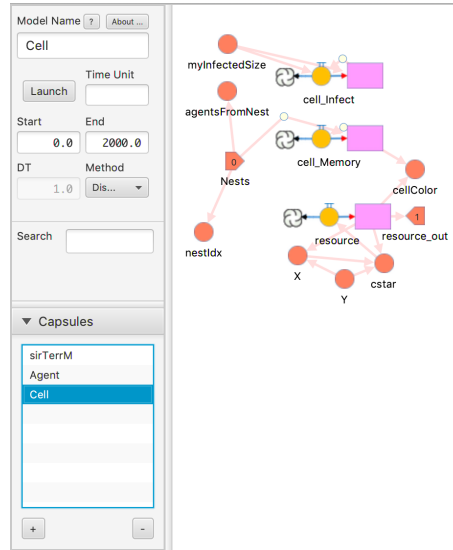 Model Name ? About ...
Cell
Time Unit
Launch
Start End
0.0 2000.0
DT Method
1.0 Dis...
Search
Capsules
sirTerrM
Agent
Cell
+ -
myInfectedSize
cell_Infect
agentsFromNest
0
Nests
cell_Memory
cellColor
1
resource
resource_out
nestIdx
X
cstar
Y